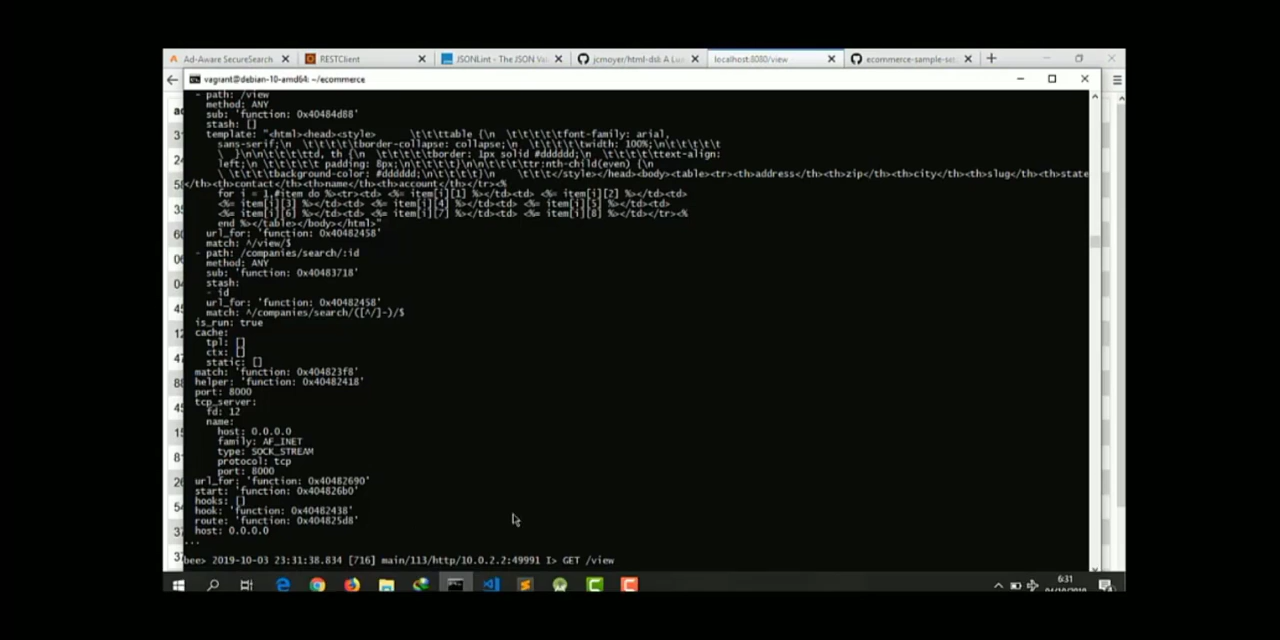 Ad-Aware SecureSearch
RESTClient
JSONLint - The JSON Va
jcmoyer/html-dsl: A Lu
localhost:8080/view
ecommerce-sample-se
vagrant@debian-10-amd64: ~/ecommerce
- path: /view
method: ANY
sub: 'function: 0x40484d88'
stash: []
template: "<html><head><style>      \t\t\ttable {\n  \t\t\t\t\tfont-family: arial,
sans-serif;\n  \t\t\t\t\tborder-collapse: collapse;\n  \t\t\t\t\twidth: 100%;\n\t\t\t\t
\  }\n\n\t\t\t\ttd, th {\n  \t\t\t\t\tborder: 1px solid #dddddd;\n  \t\t\t\t\ttext-align:
left;\n  \t\t\t\t\t padding: 8px;\n\t\t\t\t}\n\t\t\t\ttr:nth-child(even) {\n
\  \t\t\t\t\tbackground-color: #dddddd;\n\t\t\t\t}\n      \t\t\t</style></head><body><table><tr><th>address</th><th>zip</th><th>city</th><th>slug</th><th>state
</th><th>contact</th><th>name</th><th>account</th></tr><%
for i = 1,#item do %><tr><td> <%= item[i][1] %></td><td> <%= item[i][2] %></td><td>
<%= item[i][3] %></td><td> <%= item[i][4] %></td><td> <%= item[i][5] %></td><td>
<%= item[i][6] %></td><td> <%= item[i][7] %></td><td> <%= item[i][8] %></td></tr><%
end %></table></body></html>"
url_for: 'function: 0x40482458'
match: ^/view/$
- path: /companies/search/:id
method: ANY
sub: 'function: 0x40483718'
stash:
- id
url_for: 'function: 0x40482458'
match: ^/companies/search/([^/]-)/$
is_run: true
cache:
tpl: []
ctx: []
static: []
match: 'function: 0x404823f8'
helper: 'function: 0x40482418'
port: 8000
tcp_server:
fd: 12
name:
host: 0.0.0.0
family: AF_INET
type: SOCK_STREAM
protocol: tcp
port: 8000
url_for: 'function: 0x40482690'
start: 'function: 0x404826b0'
hooks: []
hook: 'function: 0x40482438'
route: 'function: 0x404825d8'
host: 0.0.0.0
...
bee> 2019-10-03 23:31:38.834 [716] main/113/http/10.0.2.2:49991 I> GET /view
6:31